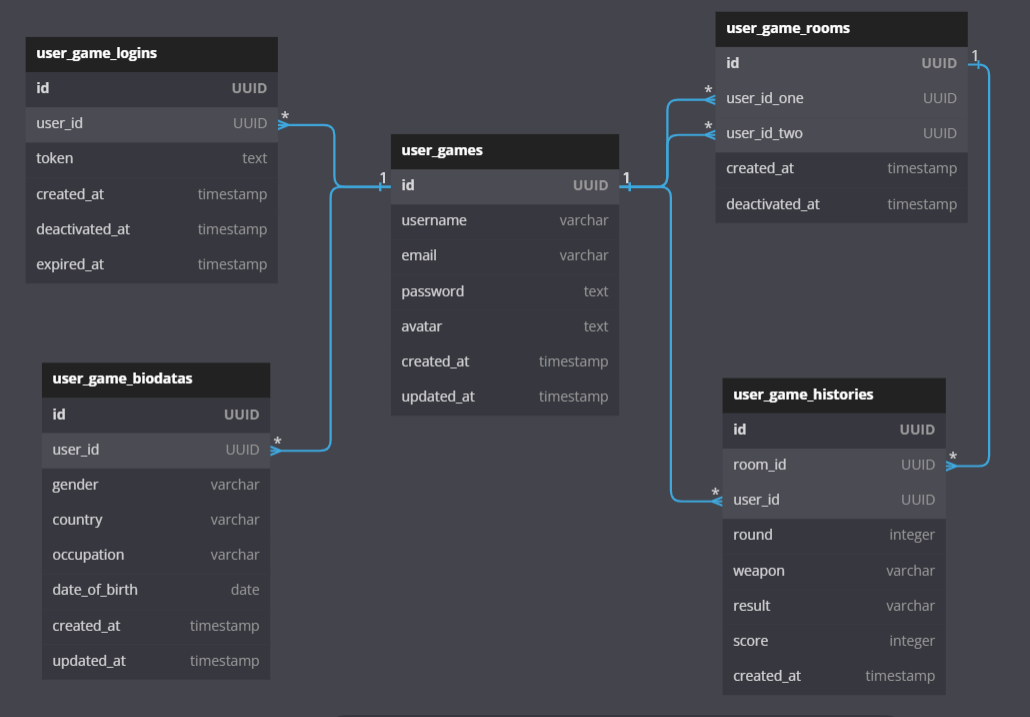 user_game_logins
id UUID
user_id UUID *
token text
created_at timestamp
deactivated_at timestamp
expired_at timestamp
user_game_biodatas
id UUID
user_id UUID *
gender varchar
country varchar
occupation varchar
date_of_birth date
created_at timestamp
updated_at timestamp
user_games
1 id UUID 1
username varchar
email varchar
password text
avatar text
created_at timestamp
updated_at timestamp
user_game_rooms
id UUID 1
* user_id_one UUID
* user_id_two UUID
created_at timestamp
deactivated_at timestamp
user_game_histories
id UUID
room_id UUID *
* user_id UUID
round integer
weapon varchar
result varchar
score integer
created_at timestamp